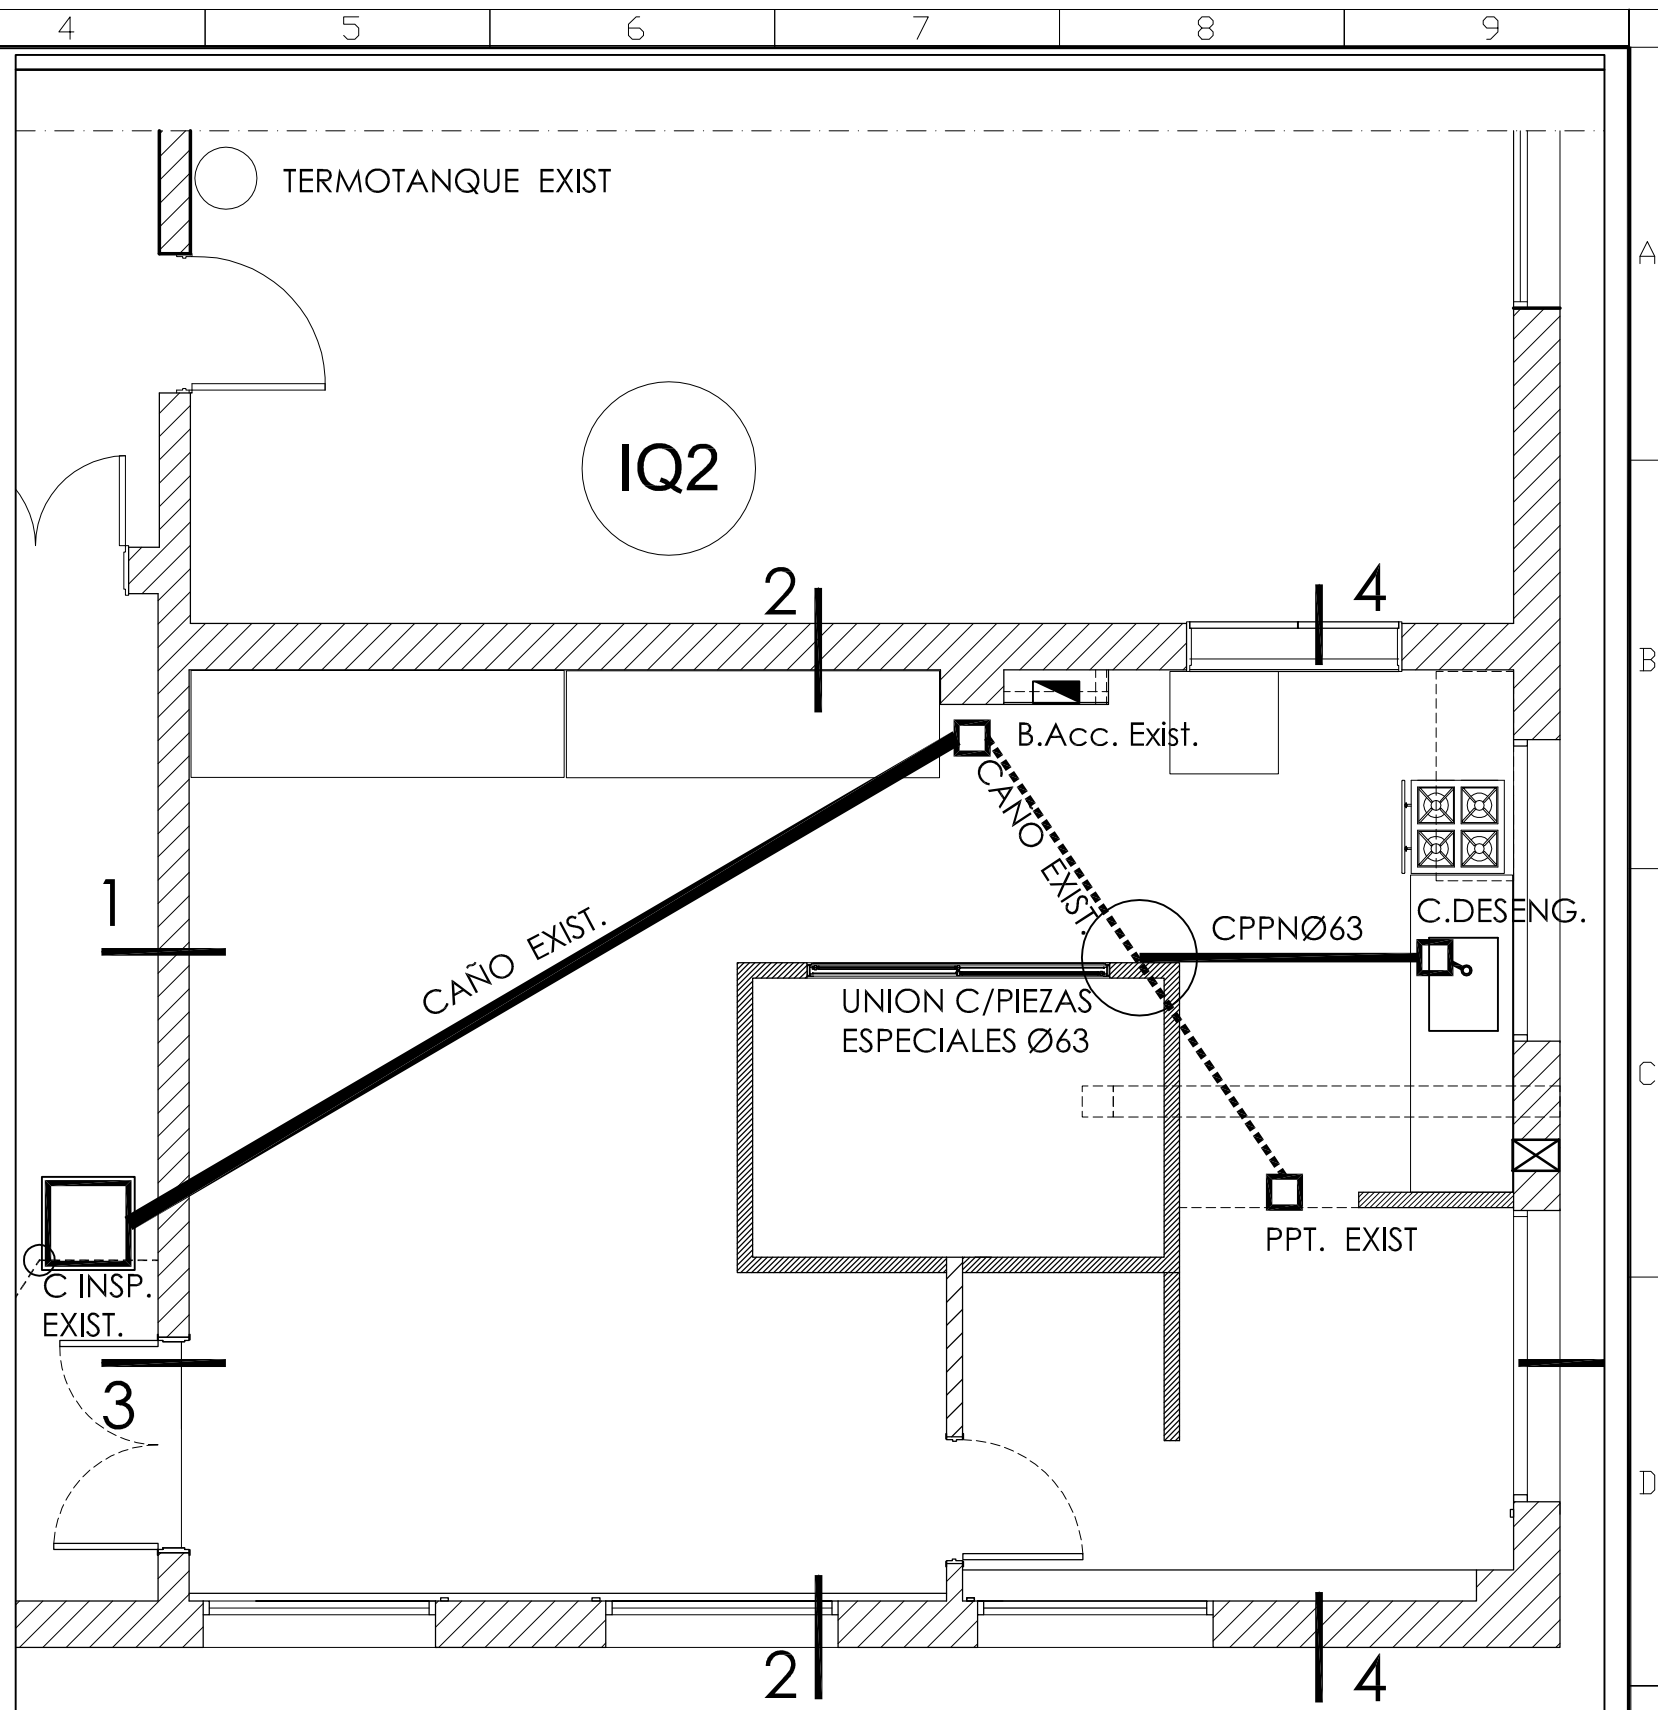 4 5 6 7 8 9
TERMOTANQUE EXIST
A
IQ2
2 4
B
B.Acc. Exist.
CAÑO EXIST.
1
C.DESENG.
CPPNØ63
CAÑO EXIST.
UNION C/PIEZAS
ESPECIALES Ø63
C
PPT. EXIST
C INSP.
EXIST.
3
D
2 4